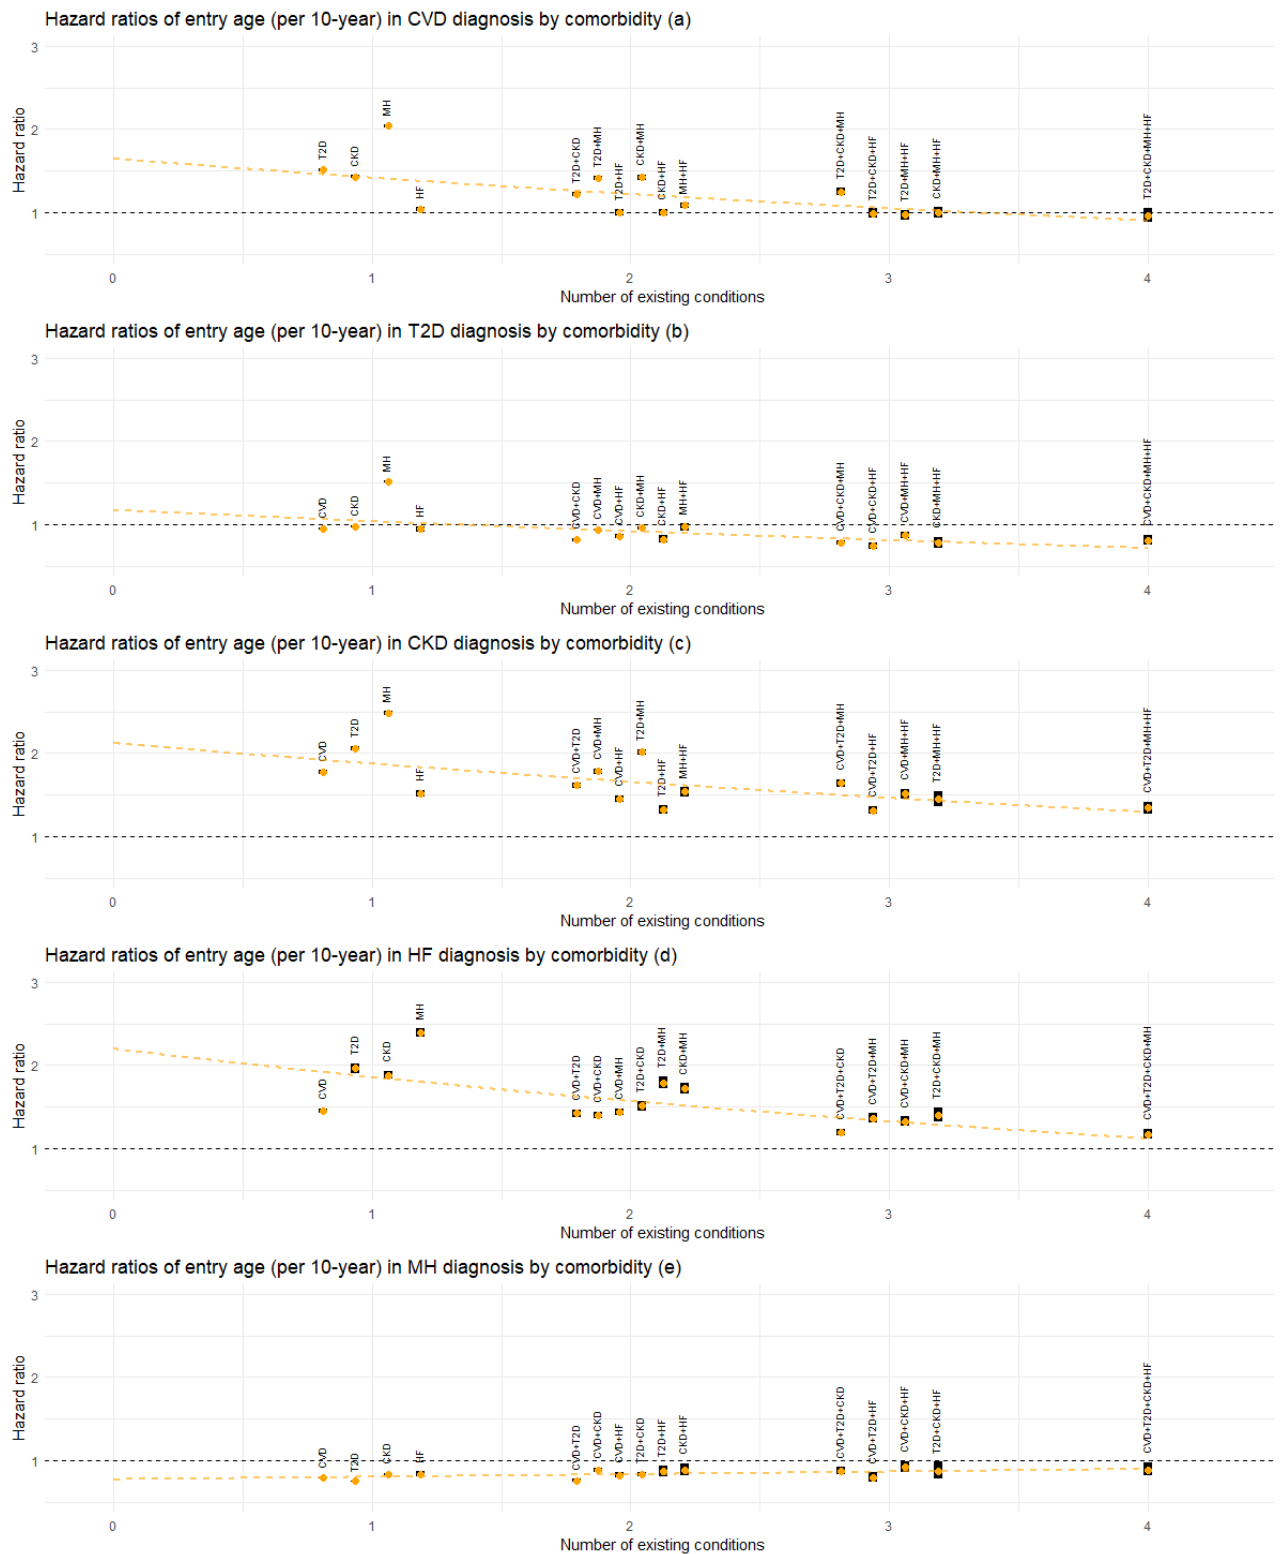 Hazard ratios of entry age (per 10-year) in CVD diagnosis by comorbidity (a)
3
2
1
Hazard ratio
T2D
CKD
MH
HF
T2D+CKD
T2D+MH
T2D+HF
CKD+MH
CKD+HF
MH+HF
T2D+CKD+MH
T2D+CKD+HF
T2D+MH+HF
CKD+MH+HF
T2D+CKD+MH+HF
0 1 2 3 4
Number of existing conditions
Hazard ratios of entry age (per 10-year) in T2D diagnosis by comorbidity (b)
3
2
1
Hazard ratio
CVD
CKD
MH
HF
CVD+CKD
CVD+MH
CVD+HF
CKD+MH
CKD+HF
MH+HF
CVD+CKD+MH
CVD+CKD+HF
CVD+MH+HF
CKD+MH+HF
CVD+CKD+MH+HF
0 1 2 3 4
Number of existing conditions
Hazard ratios of entry age (per 10-year) in CKD diagnosis by comorbidity (c)
3
2
1
Hazard ratio
CVD
T2D
MH
HF
CVD+T2D
CVD+MH
CVD+HF
T2D+MH
T2D+HF
MH+HF
CVD+T2D+MH
CVD+T2D+HF
CVD+MH+HF
T2D+MH+HF
CVD+T2D+MH+HF
0 1 2 3 4
Number of existing conditions
Hazard ratios of entry age (per 10-year) in HF diagnosis by comorbidity (d)
3
2
1
Hazard ratio
CVD
T2D
CKD
MH
CVD+T2D
CVD+CKD
CVD+MH
T2D+CKD
T2D+MH
CKD+MH
CVD+T2D+CKD
CVD+T2D+MH
CVD+CKD+MH
T2D+CKD+MH
CVD+T2D+CKD+MH
0 1 2 3 4
Number of existing conditions
Hazard ratios of entry age (per 10-year) in MH diagnosis by comorbidity (e)
3
2
1
Hazard ratio
CVD
T2D
CKD
HF
CVD+T2D
CVD+CKD
CVD+HF
T2D+CKD
T2D+HF
CKD+HF
CVD+T2D+CKD
CVD+T2D+HF
CVD+CKD+HF
T2D+CKD+HF
CVD+T2D+CKD+HF
0 1 2 3 4
Number of existing conditions